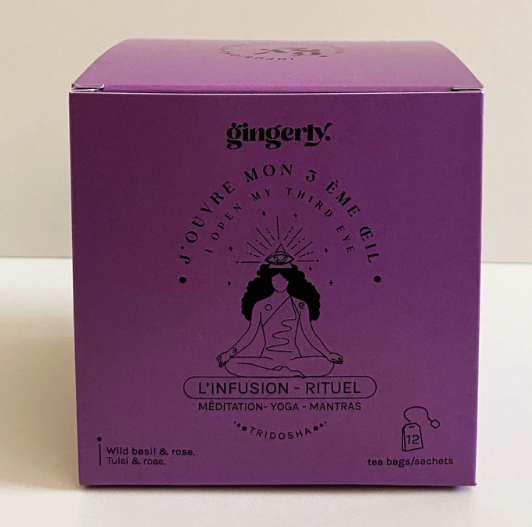 gingerly.
J'OUVRE MON 3 ÈME ŒIL
I OPEN MY THIRD EYE
L'INFUSION - RITUEL
MÉDITATION- YOGA - MANTRAS
TRIDOSHA
Wild basil & rose.
Tulsi & rose.
12
tea bags/sachets